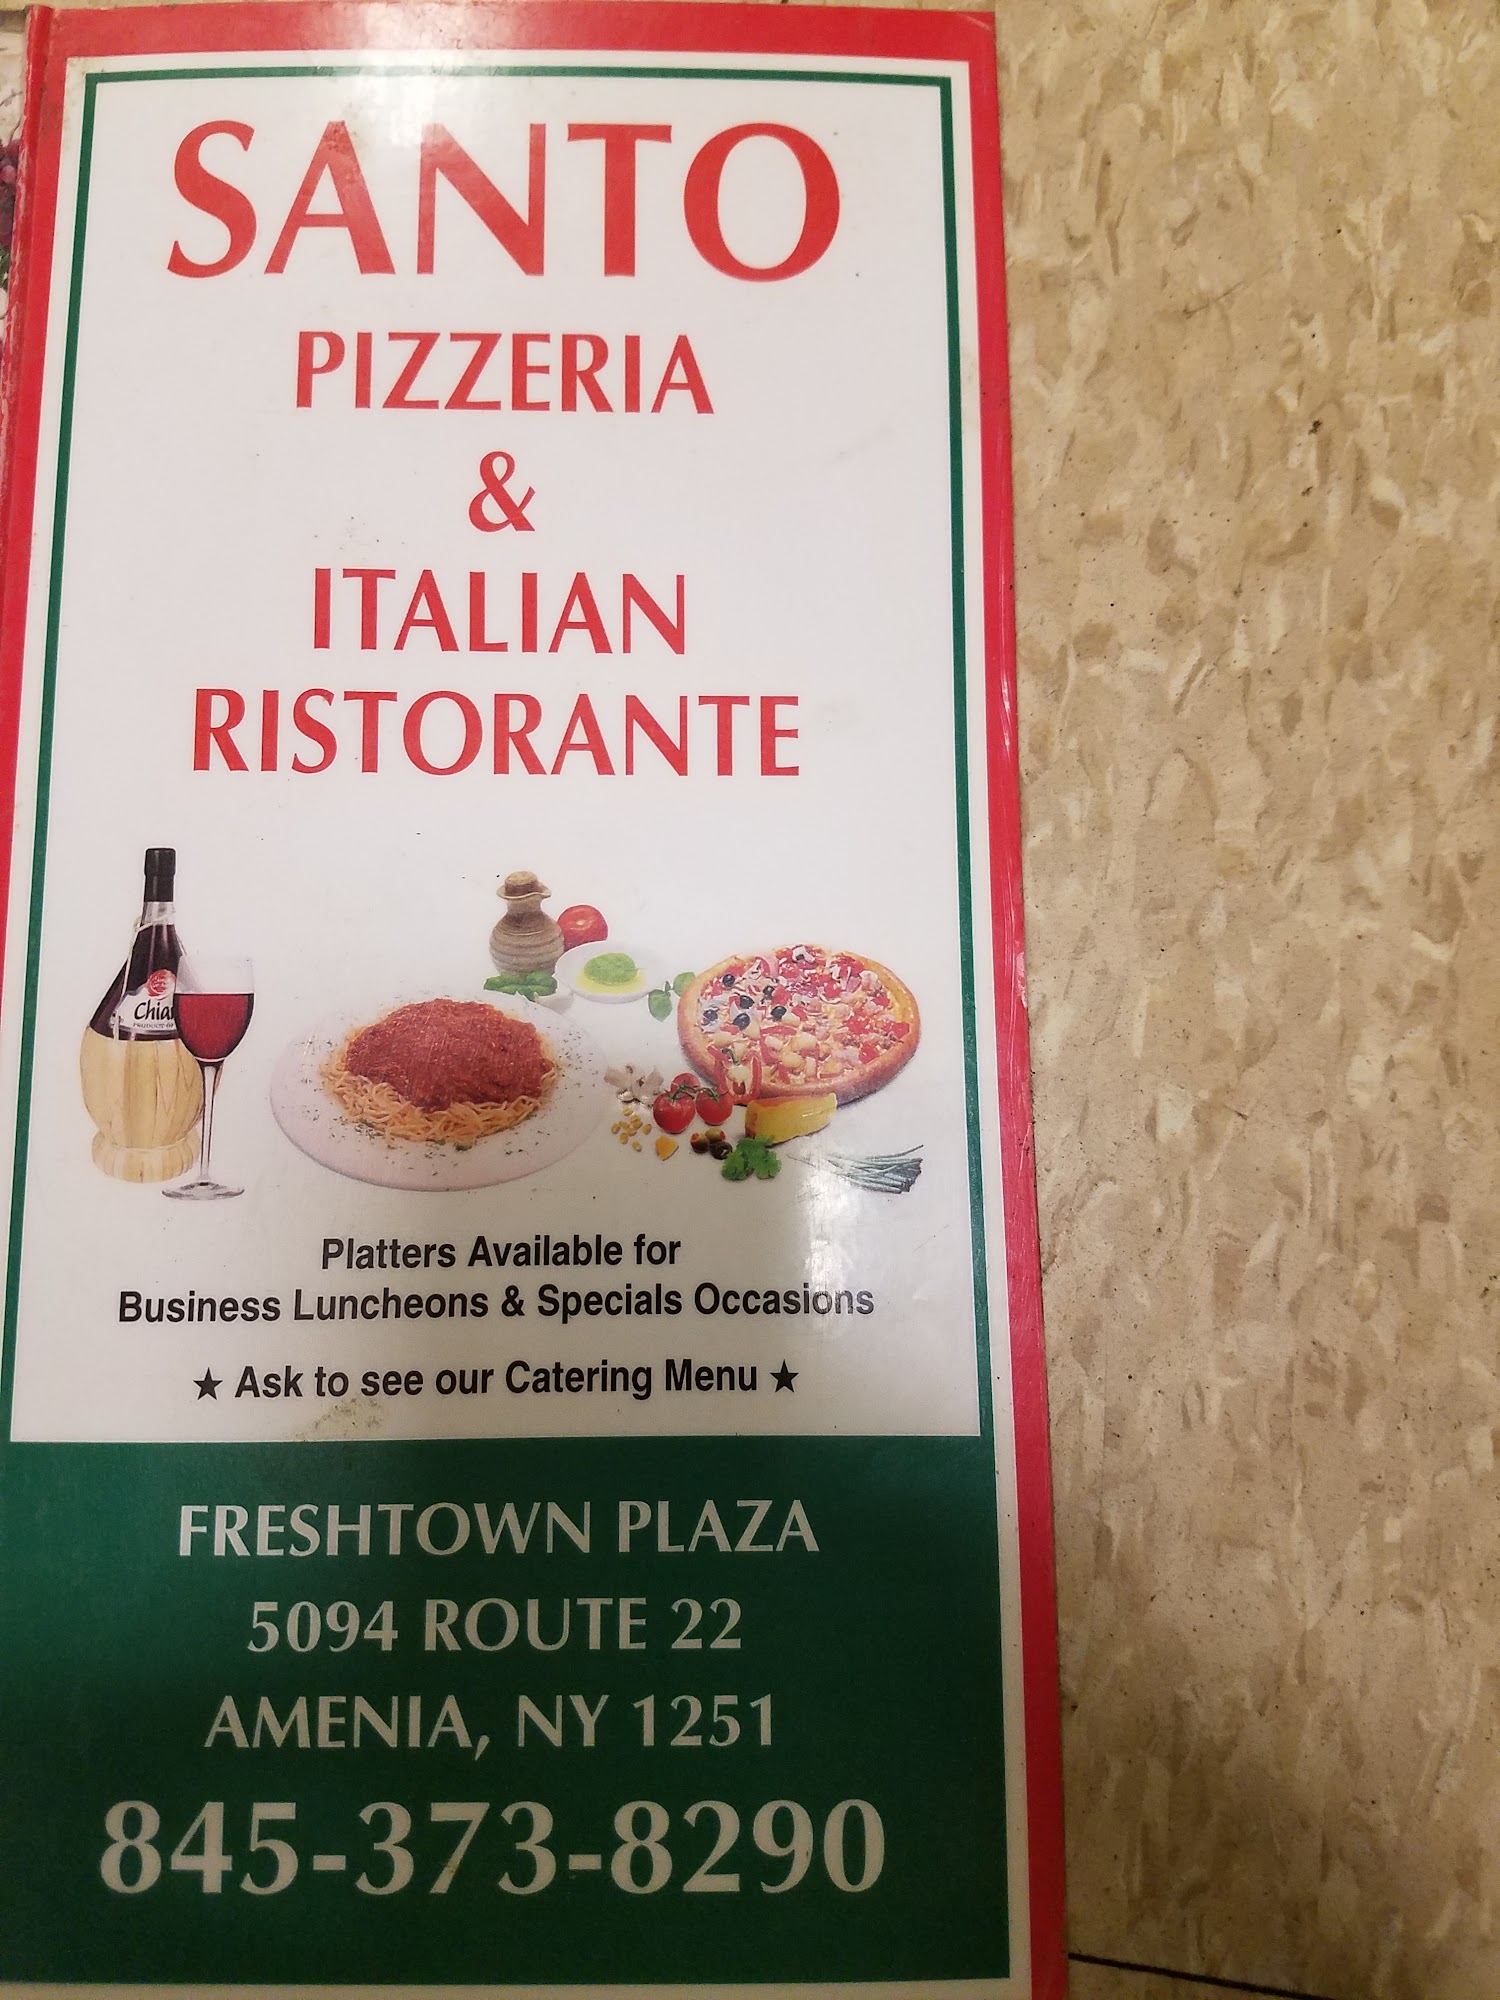 SANTO
PIZZERIA
&
ITALIAN
RISTORANTE
Chian
Platters Available for
Business Luncheons & Specials Occasions
★ Ask to see our Catering Menu ★
FRESHTOWN PLAZA
5094 ROUTE 22
AMENIA, NY 1251
845-373-8290